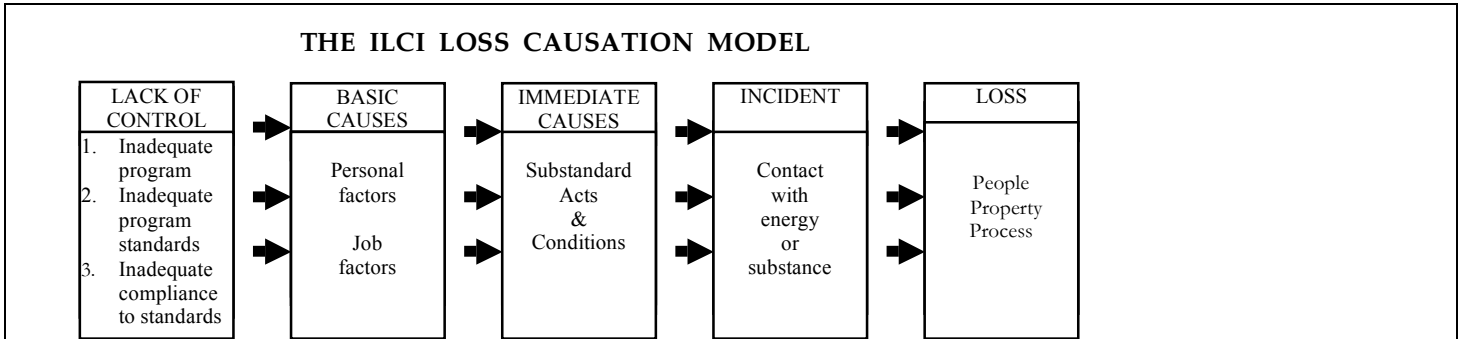 THE ILCI LOSS CAUSATION MODEL
LACK OF
CONTROL
1. Inadequate
program
2. Inadequate
program
standards
3. Inadequate
compliance
to standards
BASIC
CAUSES
Personal
factors
Job
factors
IMMEDIATE
CAUSES
Substandard
Acts
&
Conditions
INCIDENT
Contact
with
energy
or
substance
LOSS
People
Property
Process